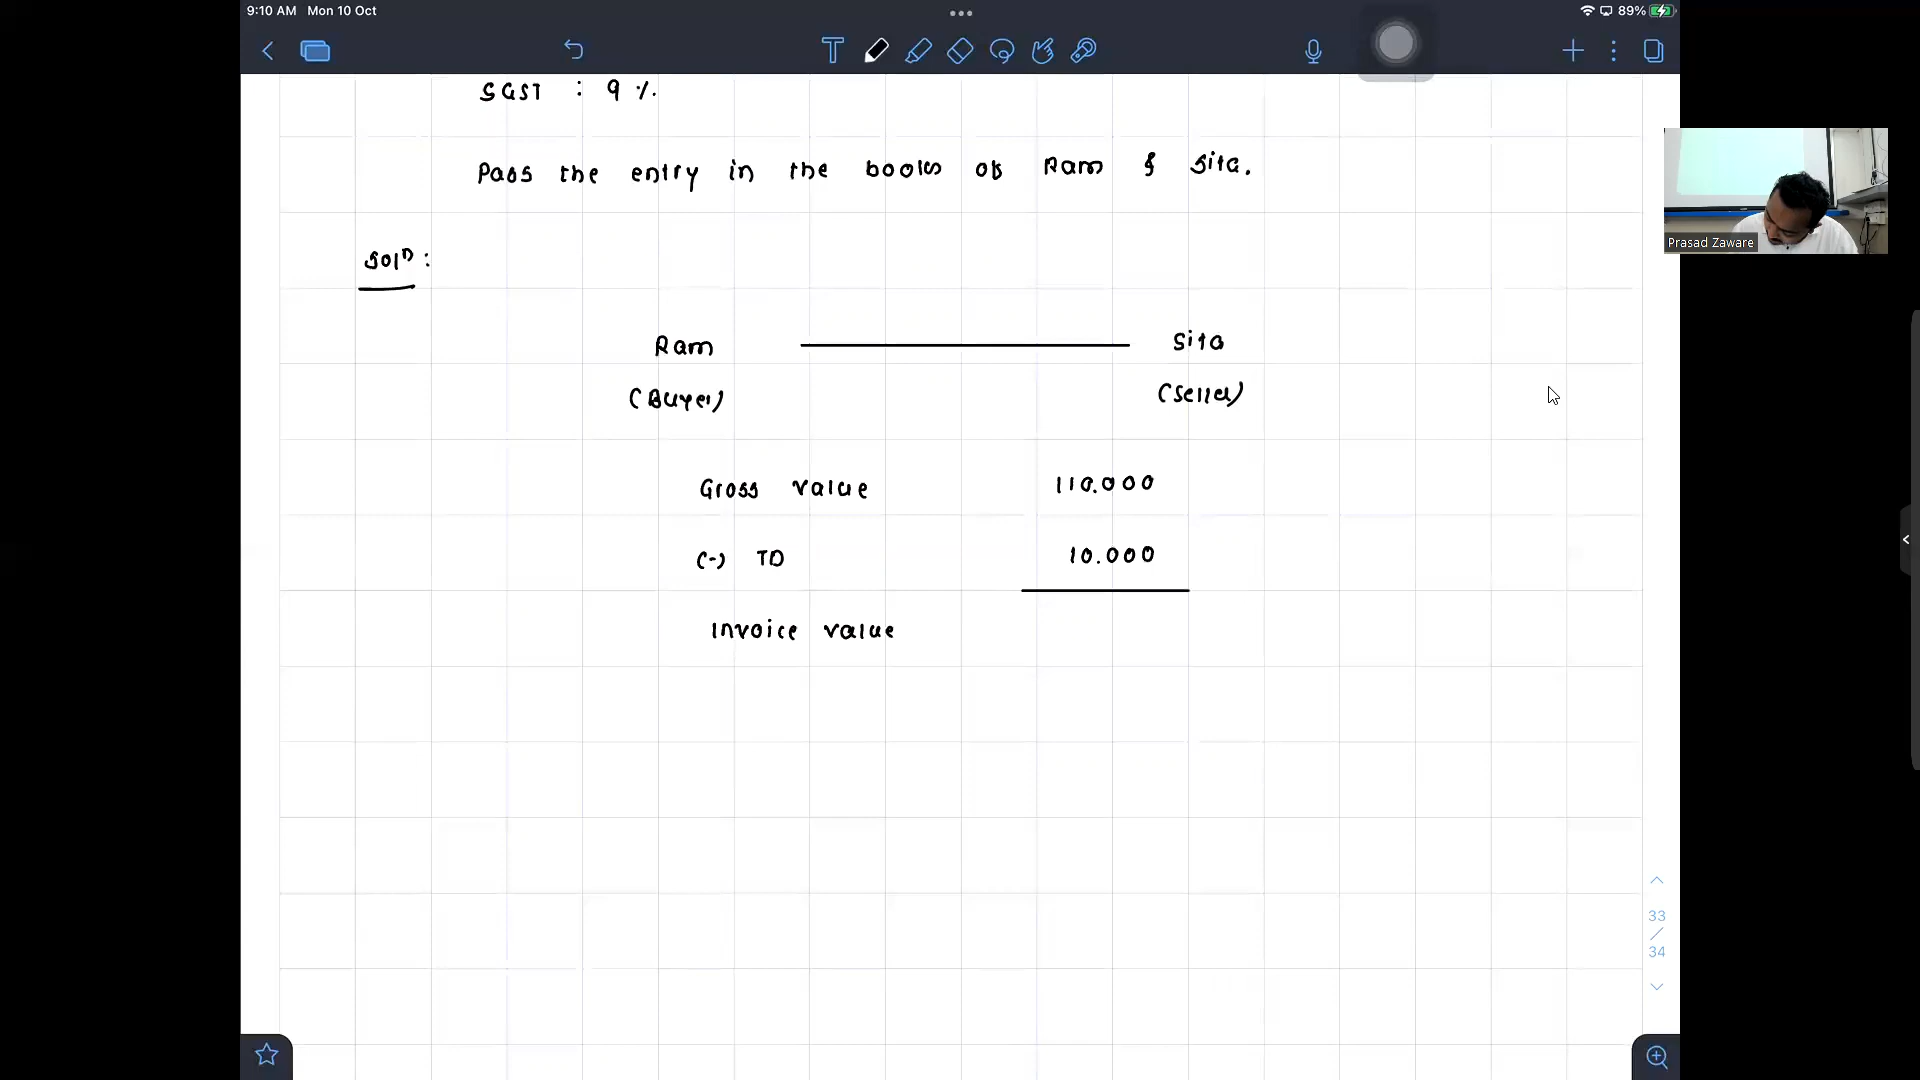 9:10 AM Mon 10 Oct
89%
SGST : 9 %.
Pass the entry in the books of Ram & Sita.
Solⁿ :
Ram Sita
(Buyer) (Seller)
Gross value 110.000
(-) TD 10.000
Invoice value
Prasad Zaware
33
/
34